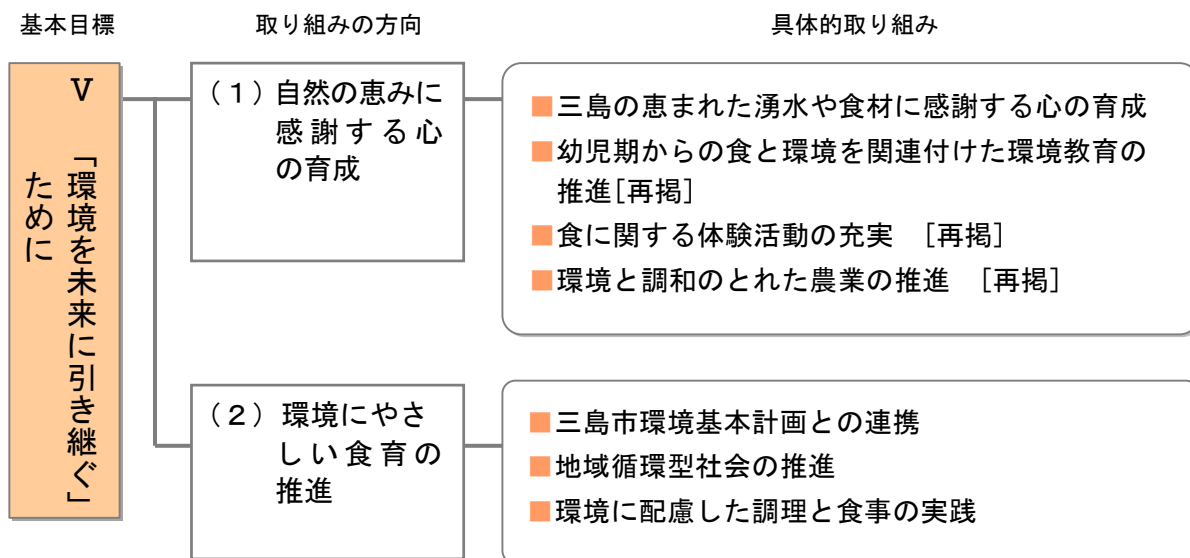 基本目標 取り組みの方向 具体的取り組み
Ⅴ 「環境を未来に引き継ぐ」
ために
（１）自然の恵みに
感謝する心
の育成
■三島の恵まれた湧水や食材に感謝する心の育成
■幼児期からの食と環境を関連付けた環境教育の
推進[再掲]
■食に関する体験活動の充実　[再掲]
■環境と調和のとれた農業の推進　[再掲]
（２）環境にやさ
しい食育の
推進
■三島市環境基本計画との連携
■地域循環型社会の推進
■環境に配慮した調理と食事の実践